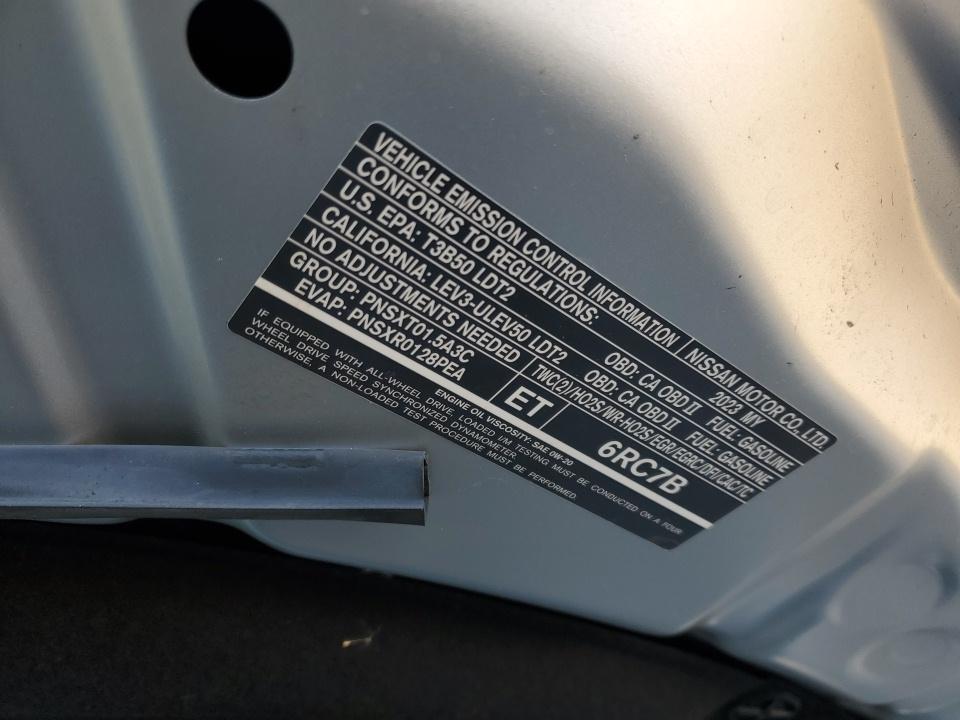 VEHICLE EMISSION CONTROL INFORMATION NISSAN MOTOR CO., LTD.
CONFORMS TO REGULATIONS: 2023 MY
U.S. EPA: T3B50 LDT2 OBD: CA OBD II FUEL: GASOLINE
CALIFORNIA: LEV3-ULEV50 LDT2 OBD: CA OBD II FUEL: GASOLINE
NO ADJUSTMENTS NEEDED TWC(2)/HO2S/WR-HO2S/EGR/EGRC/DFI/CAC/TC
GROUP: PNSXT01.5A3C
EVAP: PNSXR0128PEA ET 6RC7B
ENGINE OIL VISCOSITY: SAE 0W-20
IF EQUIPPED WITH ALL-WHEEL DRIVE, LOADED I/M TESTING MUST BE CONDUCTED ON A FOUR
WHEEL DRIVE SPEED SYNCHRONIZED DYNAMOMETER.
OTHERWISE, A NON-LOADED TEST PROCEDURE MUST BE PERFORMED.